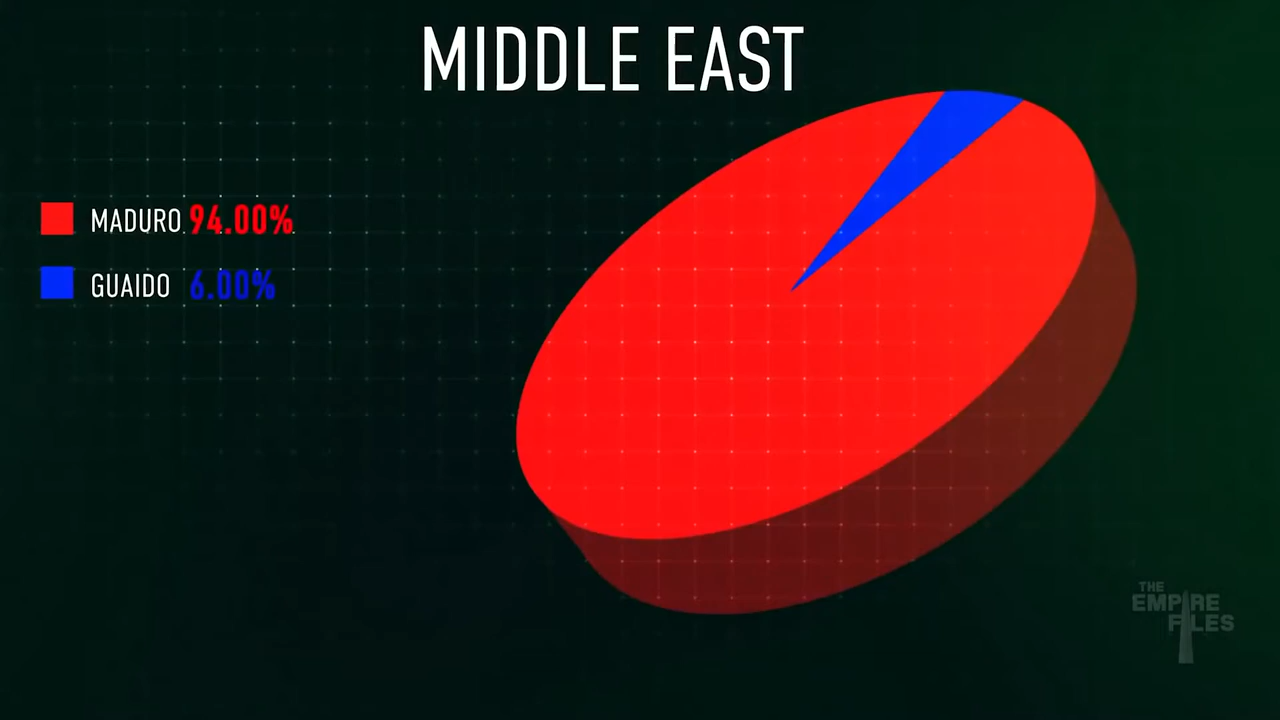 MIDDLE EAST
MADURO 94.00%
GUAIDO 6.00%
THE
EMPIRE
FILES